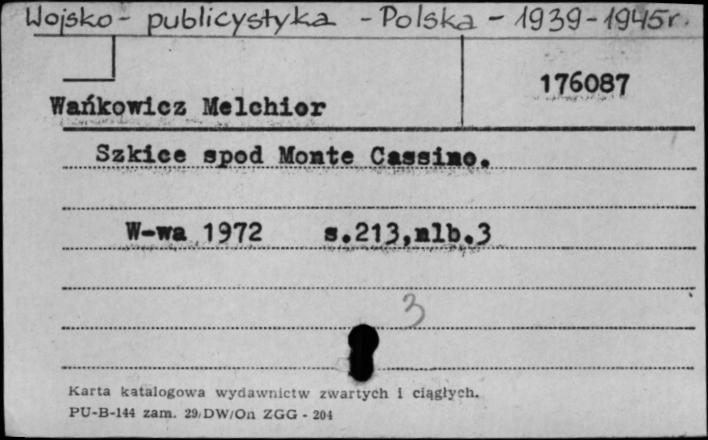 Wojsko - publicystyka - Polska - 1939-1945r.
176087
Wańkowicz Melchior
Szkice spod Monte Cassino.
W-wa 1972 s.213,nlb.3
3
Karta katalogowa wydawnictw zwartych i ciągłych.
PU-B-144 zam. 29/DW/On ZGG - 204